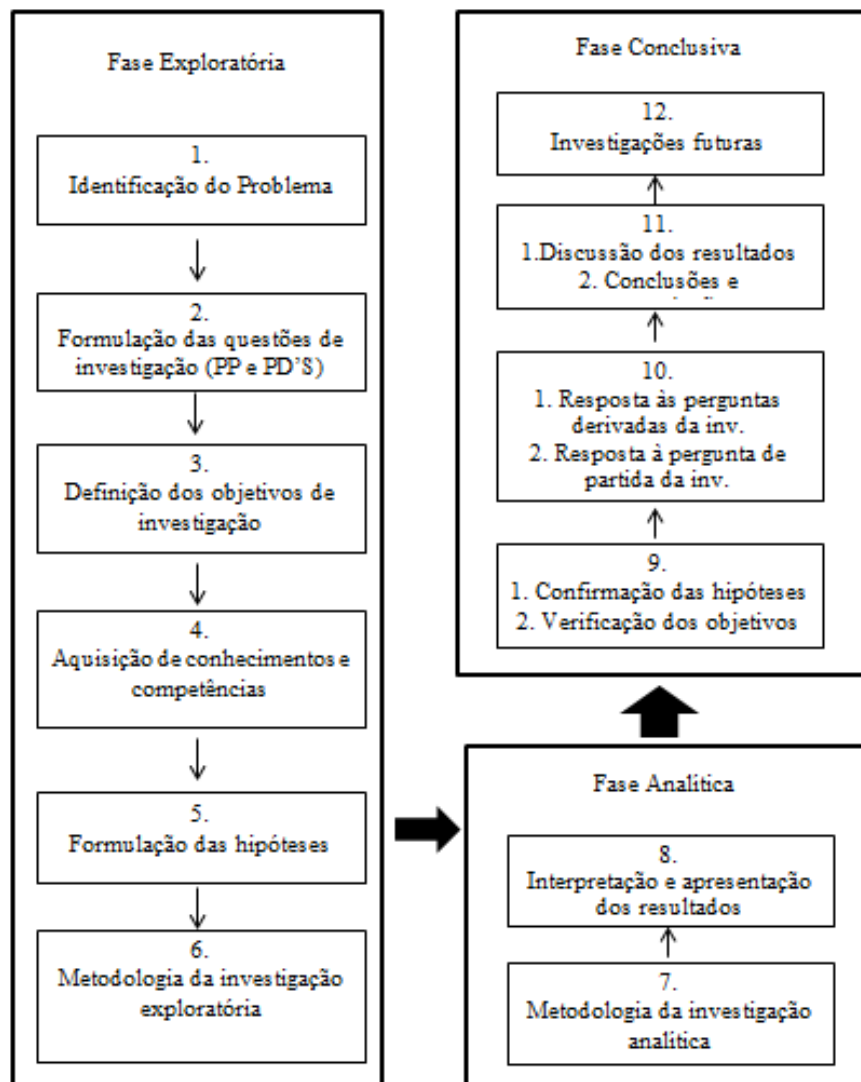 Fase Exploratória
1.
Identificação do Problema
2.
Formulação das questões de
investigação (PP e PD’S)
3.
Definição dos objetivos de
investigação
4.
Aquisição de conhecimentos e
competências
5.
Formulação das hipóteses
6.
Metodologia da investigação
exploratória
Fase Analítica
7.
Metodologia da investigação
analítica
8.
Interpretação e apresentação
dos resultados
Fase Conclusiva
9.
1. Confirmação das hipóteses
2. Verificação dos objetivos
10.
1. Resposta às perguntas
derivadas da inv.
2. Resposta à pergunta de
partida da inv.
11.
1.Discussão dos resultados
2. Conclusões e
12.
Investigações futuras